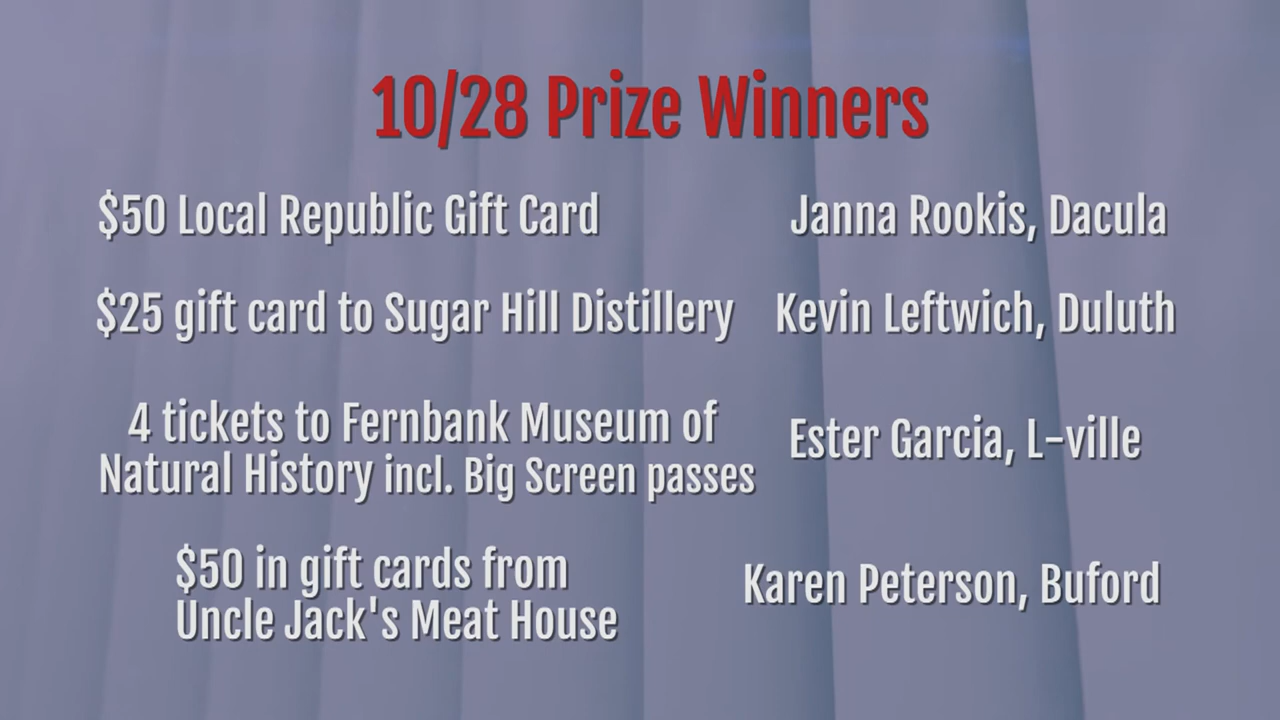 10/28 Prize Winners
$50 Local Republic Gift Card
Janna Rookis, Dacula
$25 gift card to Sugar Hill Distillery
Kevin Leftwich, Duluth
4 tickets to Fernbank Museum of
Natural History incl. Big Screen passes
Ester Garcia, L-ville
$50 in gift cards from
Uncle Jack's Meat House
Karen Peterson, Buford